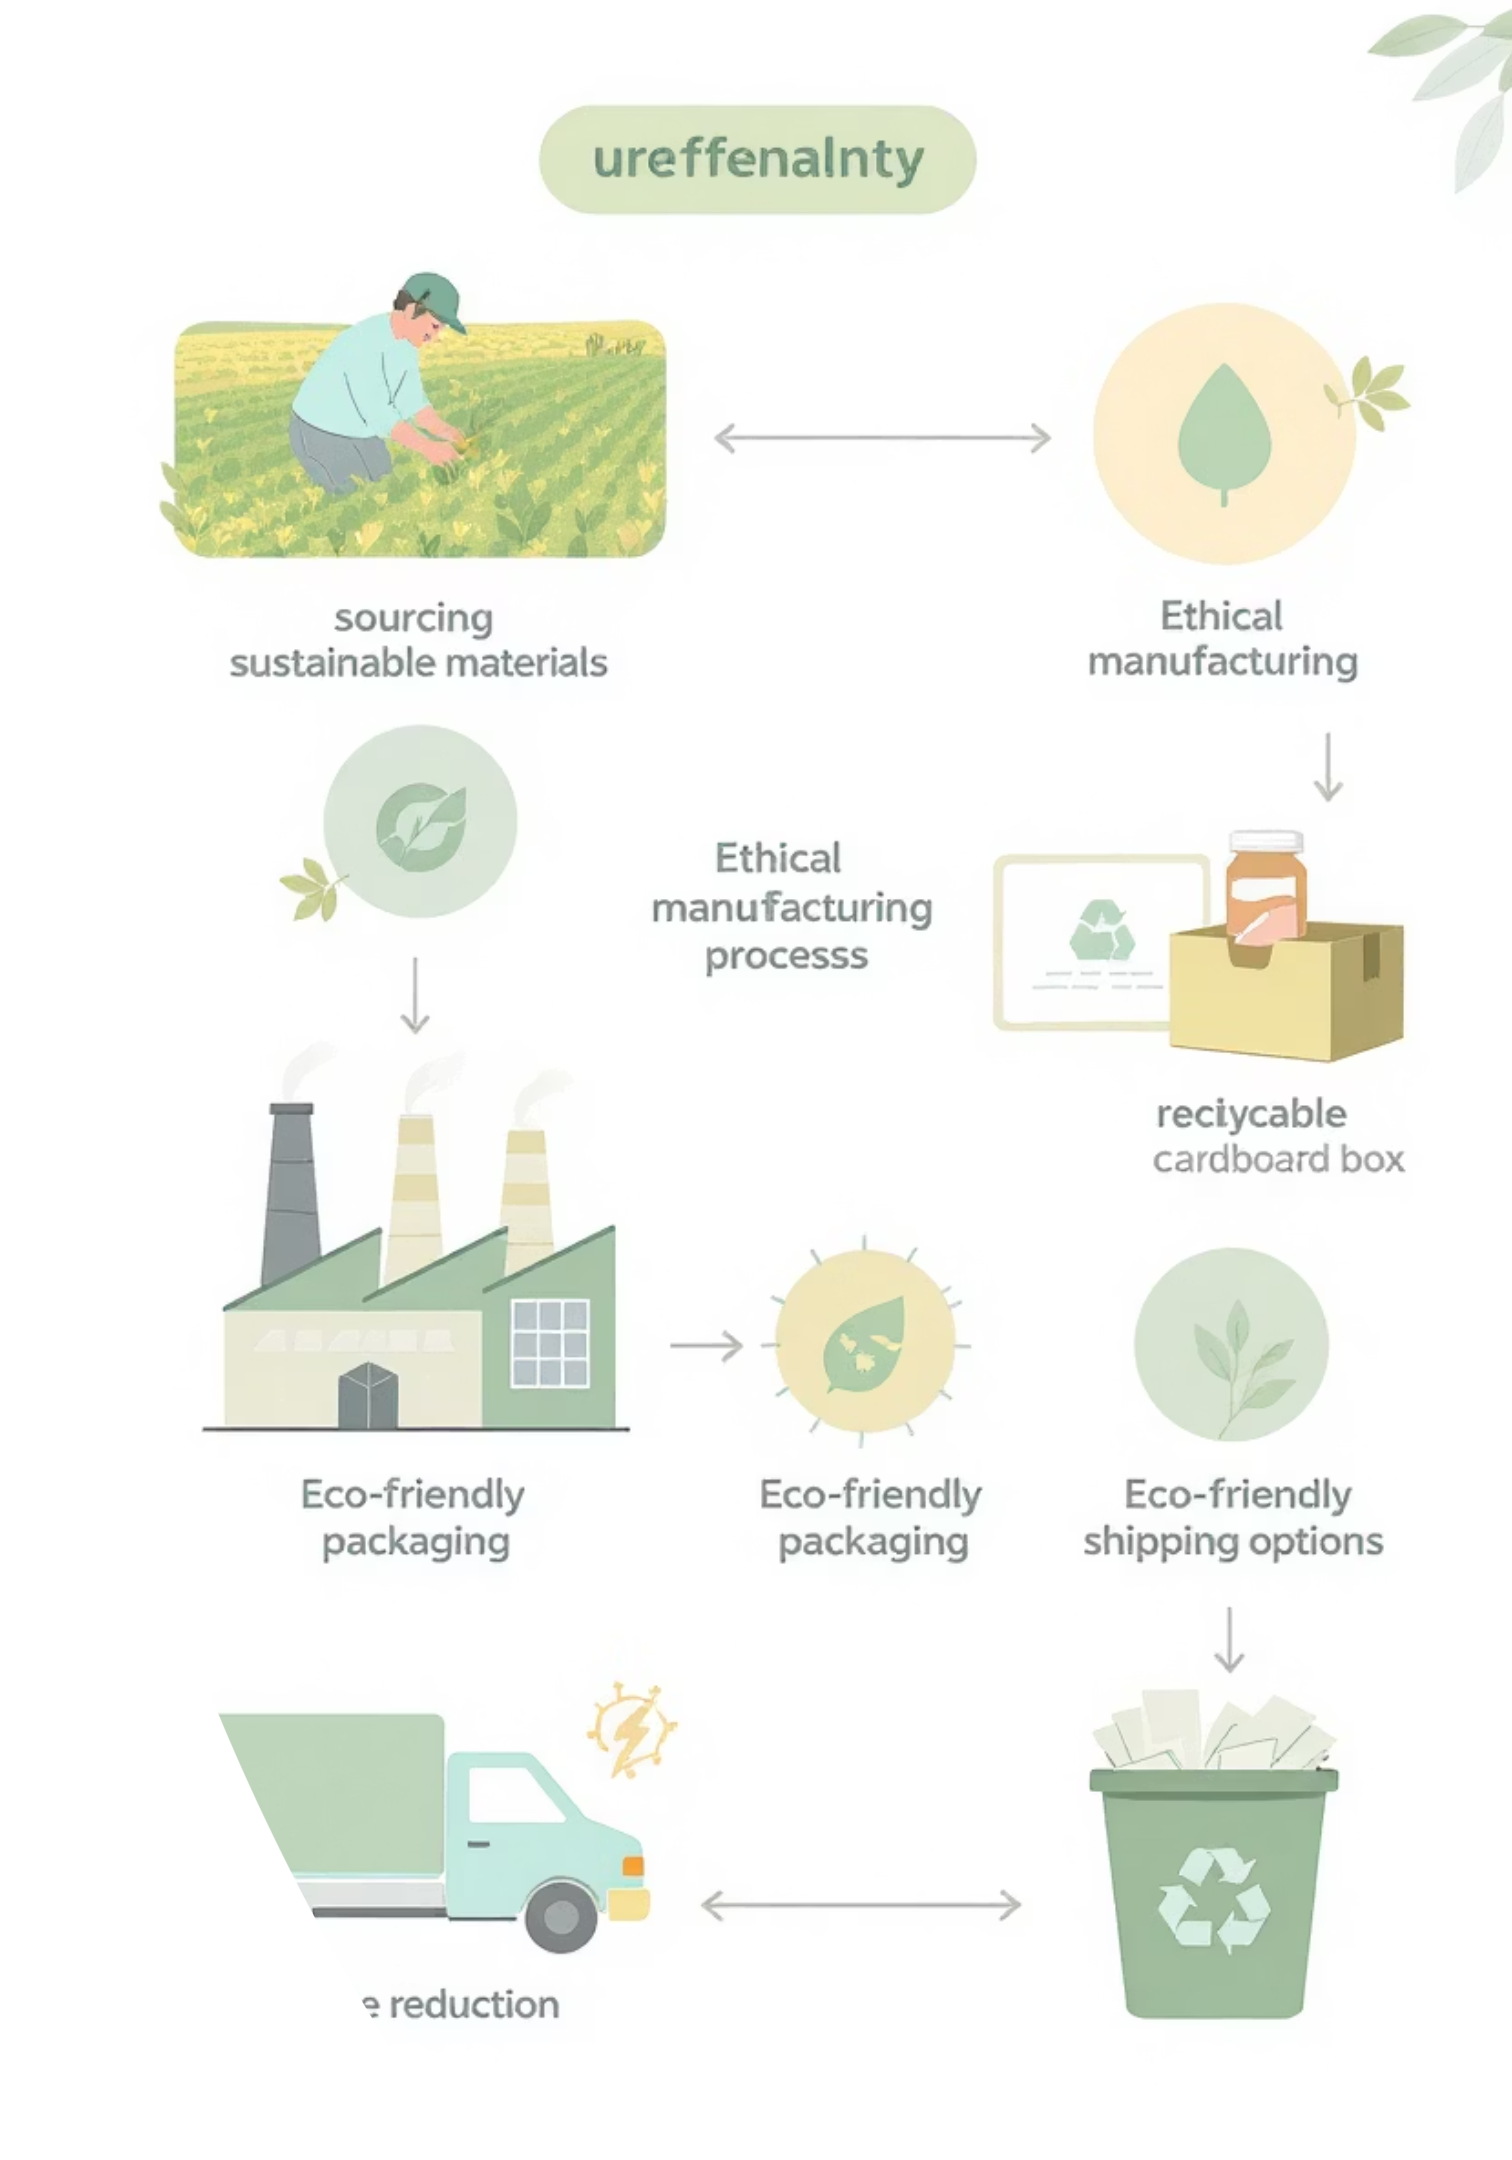 ureffenalnty
sourcing
sustainable materials
Ethical
manufacturing
Ethical
manufacturing
processs
reciycable
cardboard box
Eco-friendly
packaging
Eco-friendly
packaging
Eco-friendly
shipping options
e reduction